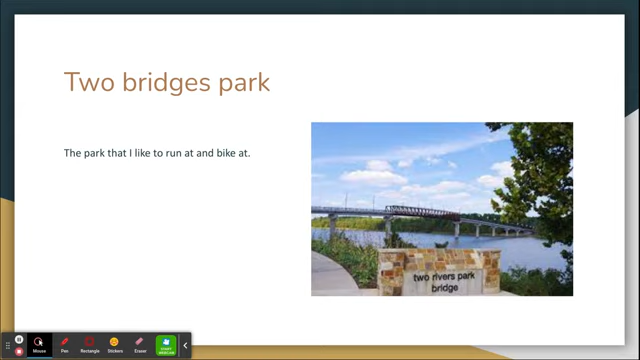 Two bridges park
The park that I like to run at and bike at.
two rivers park
bridge
Mouse
Pen
Rectangle
Stickers
Eraser